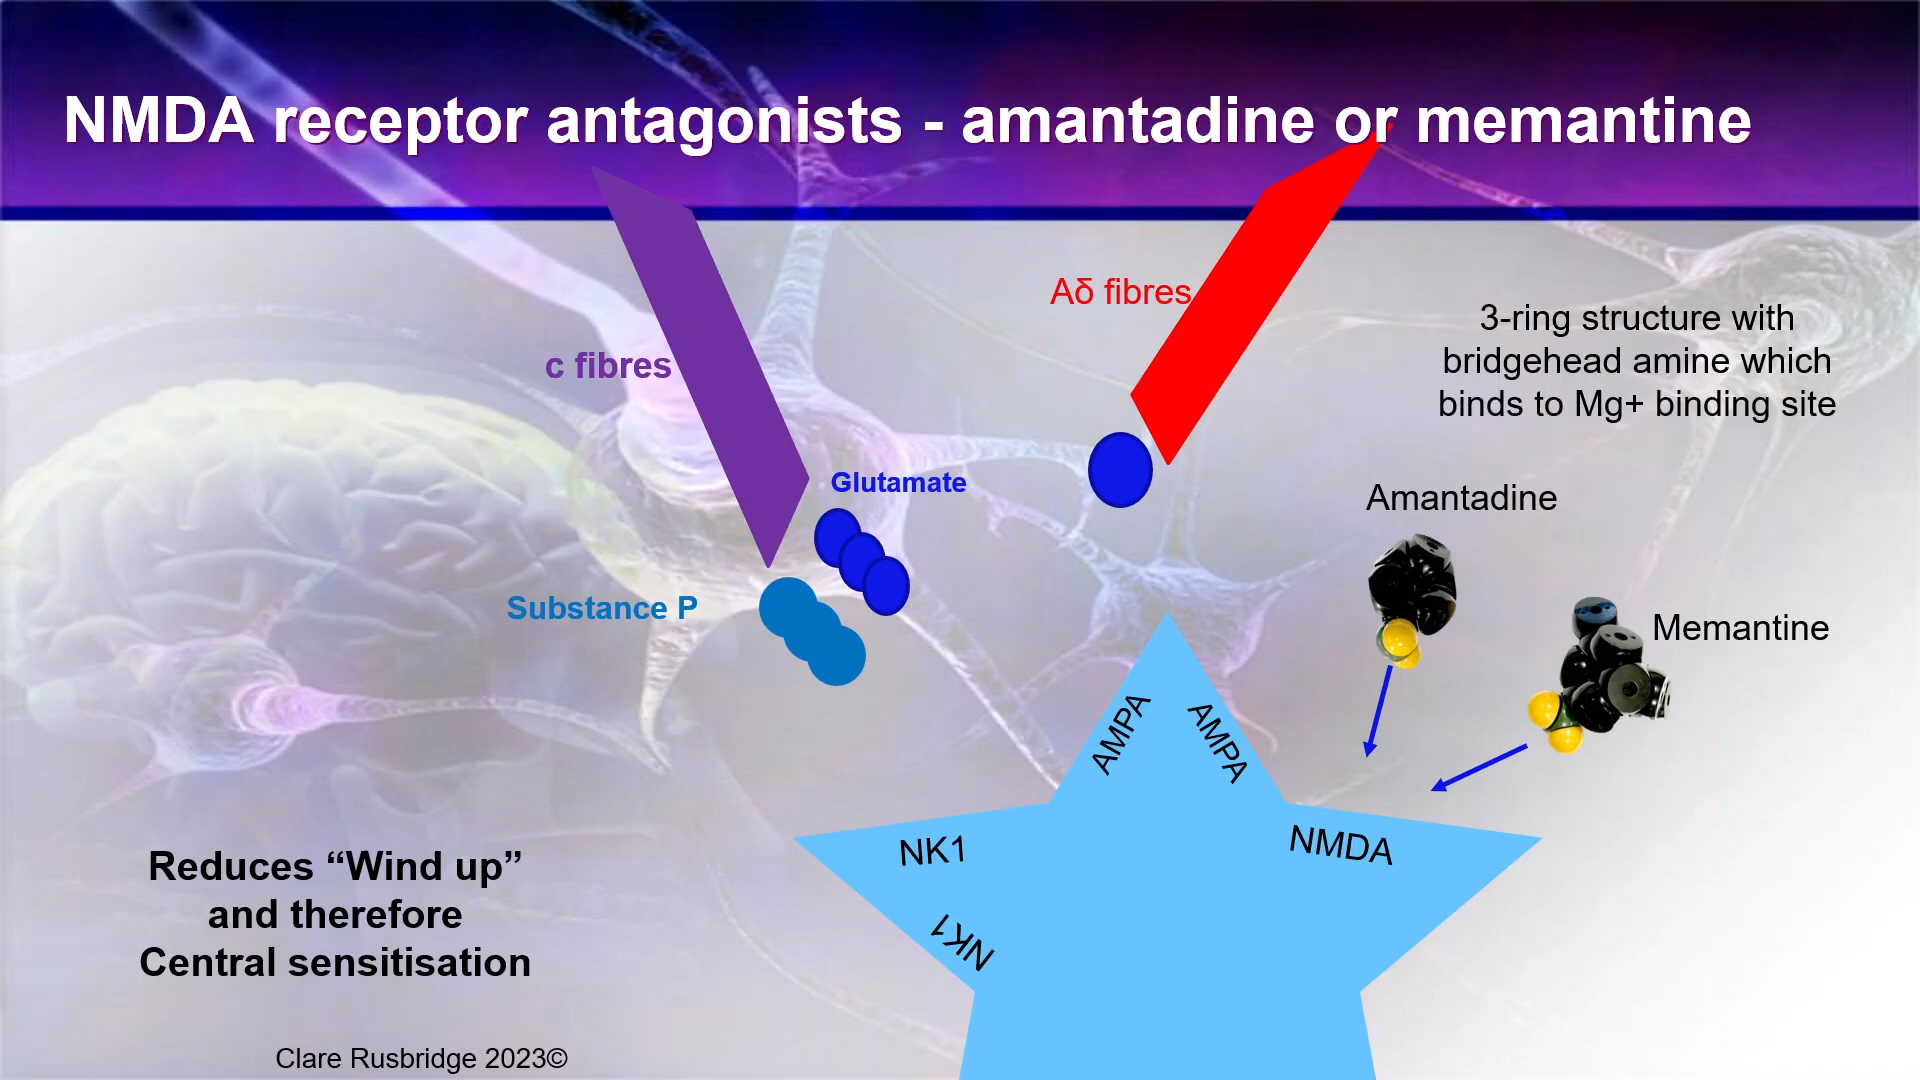 NMDA receptor antagonists - amantadine or memantine
Aδ fibres
3-ring structure with
bridgehead amine which
binds to Mg+ binding site
c fibres
Glutamate
Amantadine
Substance P
Memantine
AMPA
AMPA
NK1
NMDA
NK1
Reduces “Wind up”
and therefore
Central sensitisation
Clare Rusbridge 2023©